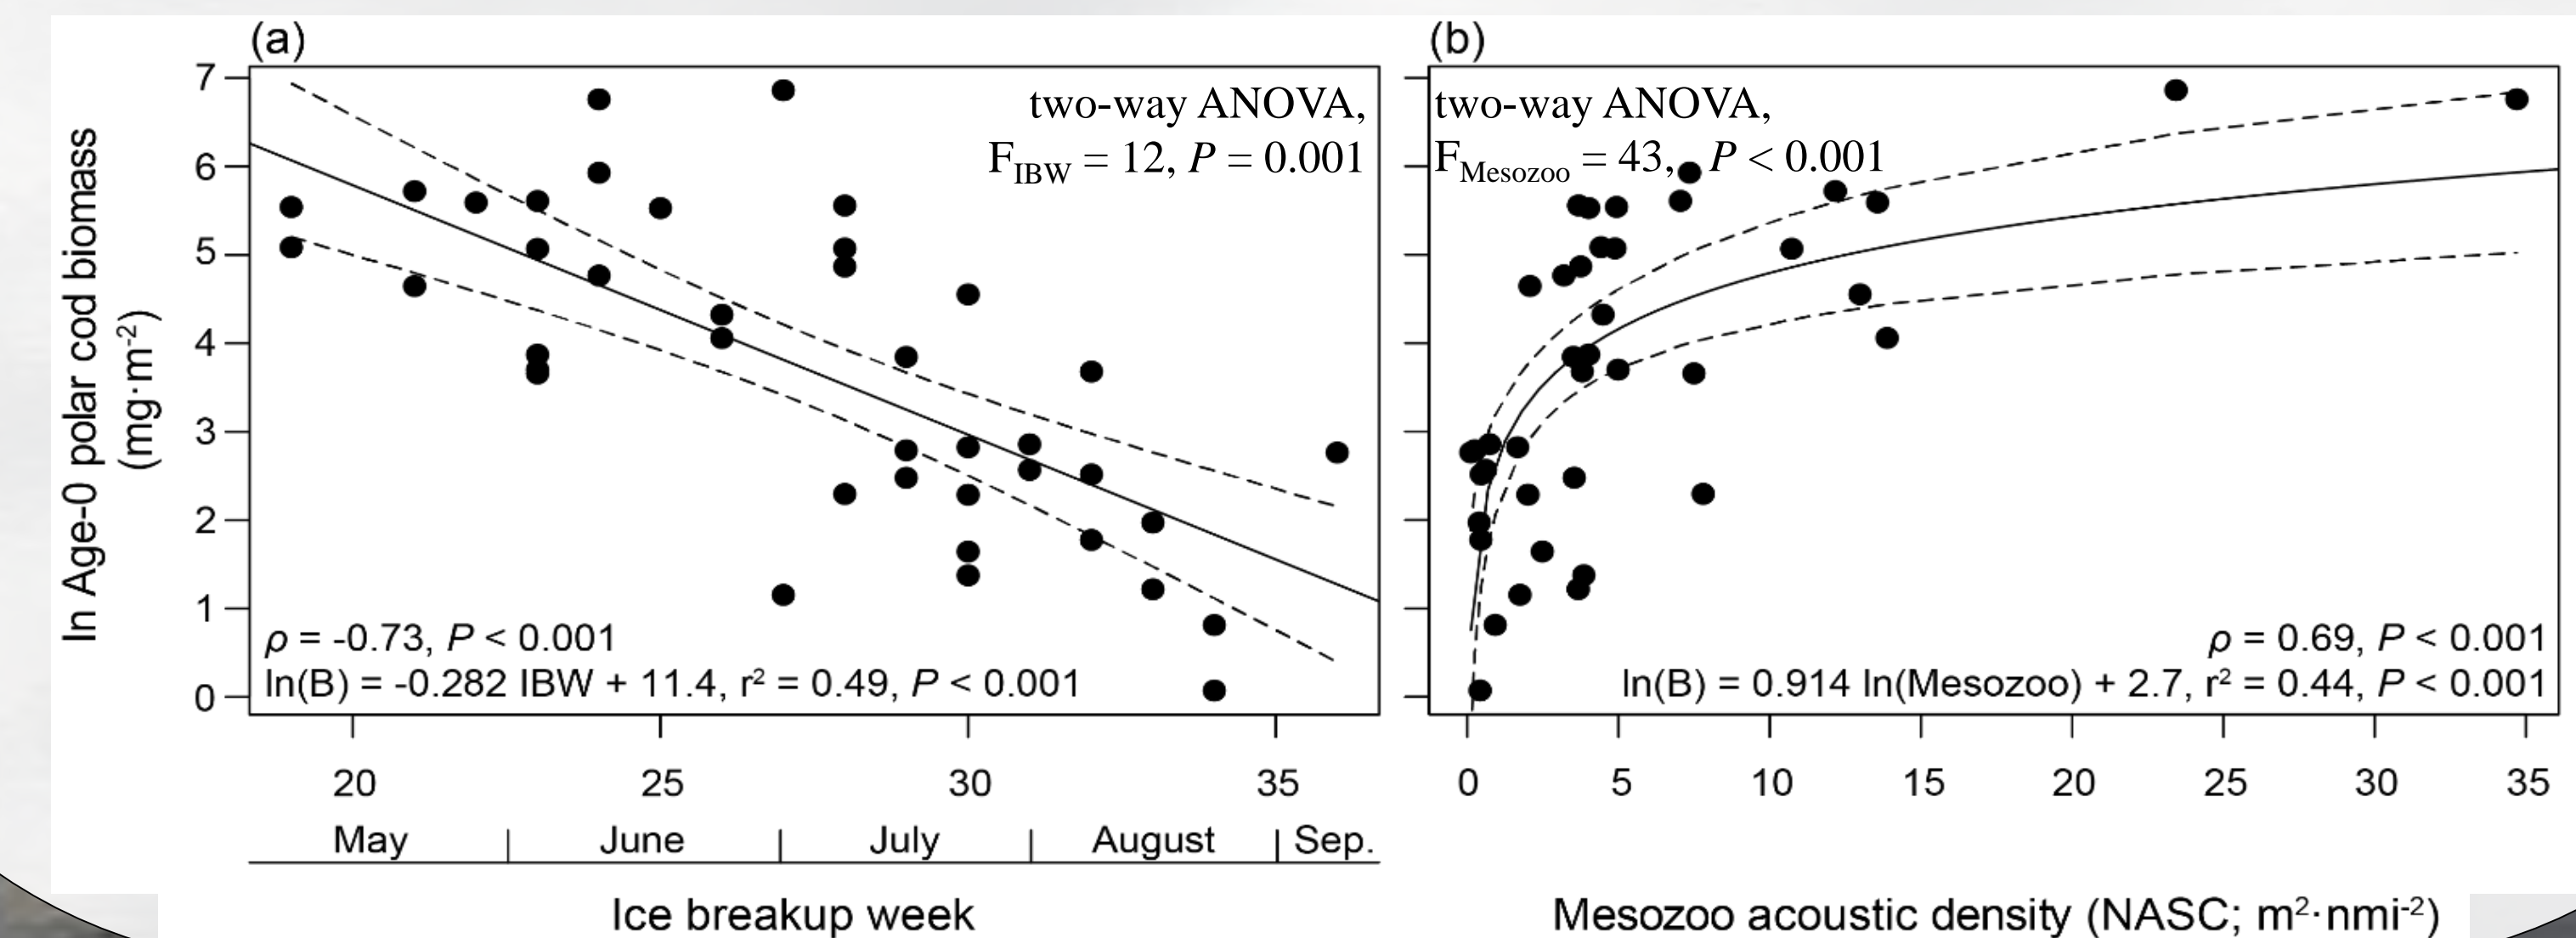 (a)
two-way ANOVA,
F_IBW = 12, P = 0.001
7
6
5
4
3
2
1
0
ln Age-0 polar cod biomass
(mg·m⁻²)
ρ = -0.73, P < 0.001
ln(B) = -0.282 IBW + 11.4, r² = 0.49, P < 0.001
20 25 30 35
May June July August Sep.
Ice breakup week
(b)
two-way ANOVA,
F_Mesozoo = 43, P < 0.001
ρ = 0.69, P < 0.001
ln(B) = 0.914 ln(Mesozoo) + 2.7, r² = 0.44, P < 0.001
0 5 10 15 20 25 30 35
Mesozoo acoustic density (NASC; m²·nmi⁻²)